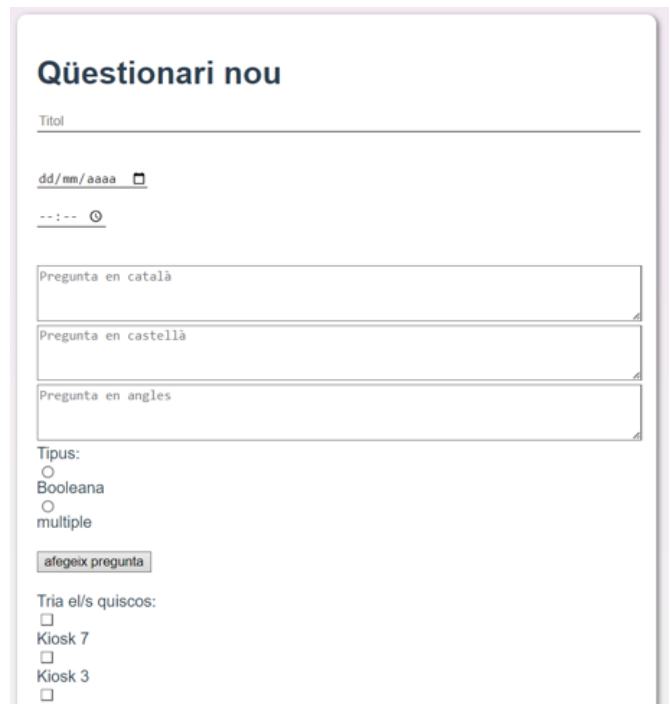 Qüestionari nou
Titol
dd/mm/aaaa
--:--
Pregunta en català
Pregunta en castellà
Pregunta en angles
Tipus:
Booleana
multiple
afegeix pregunta
Tria el/s quiscos:
Kiosk 7
Kiosk 3